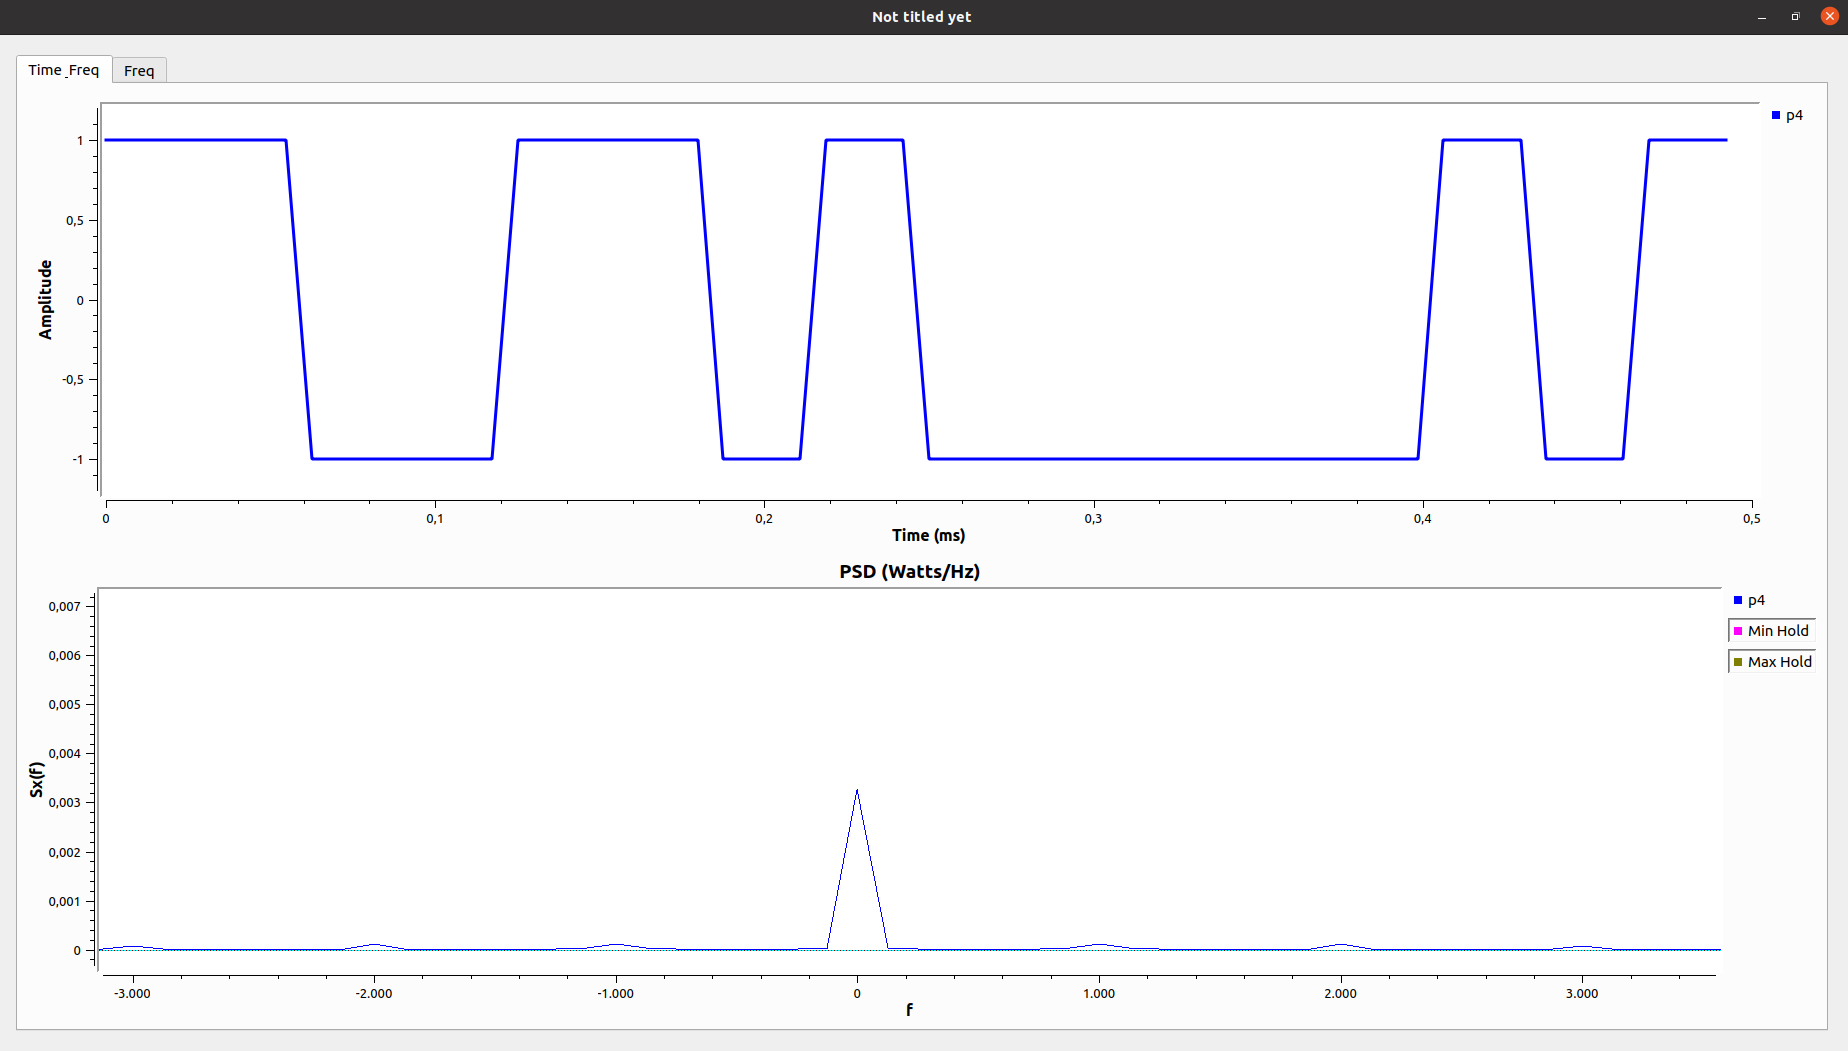 Not titled yet
Time_Freq
Freq
1
0,5
0
-0,5
-1
Amplitude
p4
0
0,1
0,2
0,3
0,4
0,5
Time (ms)
PSD (Watts/Hz)
0,007
0,006
0,005
0,004
0,003
0,002
0,001
0
Sx(f)
p4
Min Hold
Max Hold
-3.000
-2.000
-1.000
0
1.000
2.000
3.000
f